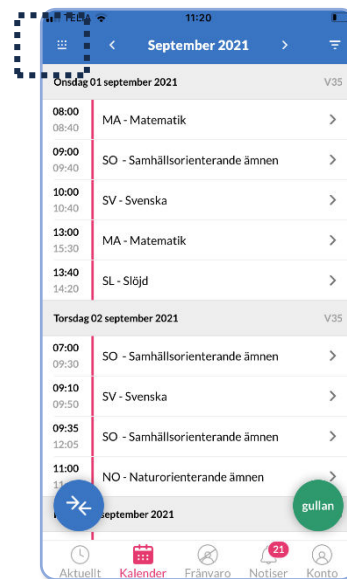 TELIA 11:20
September 2021
Onsdag 01 september 2021 V35
08:00
08:40
MA - Matematik
09:00
09:40
SO - Samhällsorienterande ämnen
10:00
10:40
SV - Svenska
13:00
15:30
MA - Matematik
13:40
14:20
SL - Slöjd
Torsdag 02 september 2021 V35
07:00
09:30
SO - Samhällsorienterande ämnen
09:10
09:50
SV - Svenska
09:35
12:05
SO - Samhällsorienterande ämnen
11:00
NO - Naturorienterande ämnen
gullan
september 2021
21
Aktuellt Kalender Frånvaro Notiser Konto